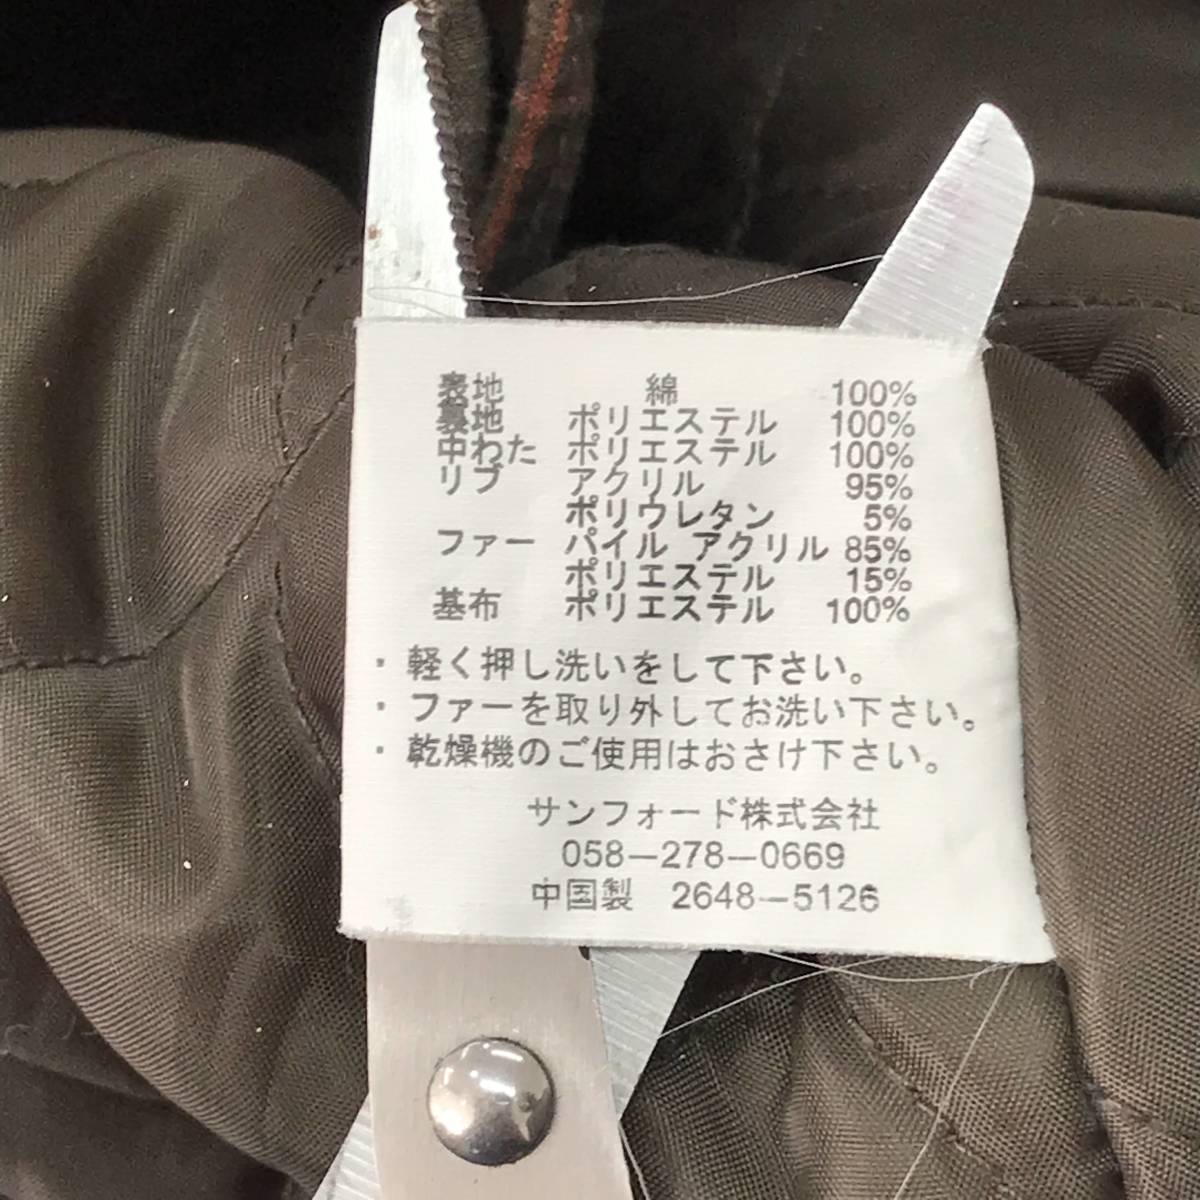 表地 綿 100%
裏地 ポリエステル 100%
中わた ポリエステル 100%
リブ アクリル 95%
ポリウレタン 5%
ファー パイル アクリル 85%
ポリエステル 15%
基布 ポリエステル 100%
・軽く押し洗いをして下さい。
・ファーを取り外してお洗い下さい。
・乾燥機のご使用はおさけ下さい。
サンフォード株式会社
058-278-0669
中国製 2648-5126